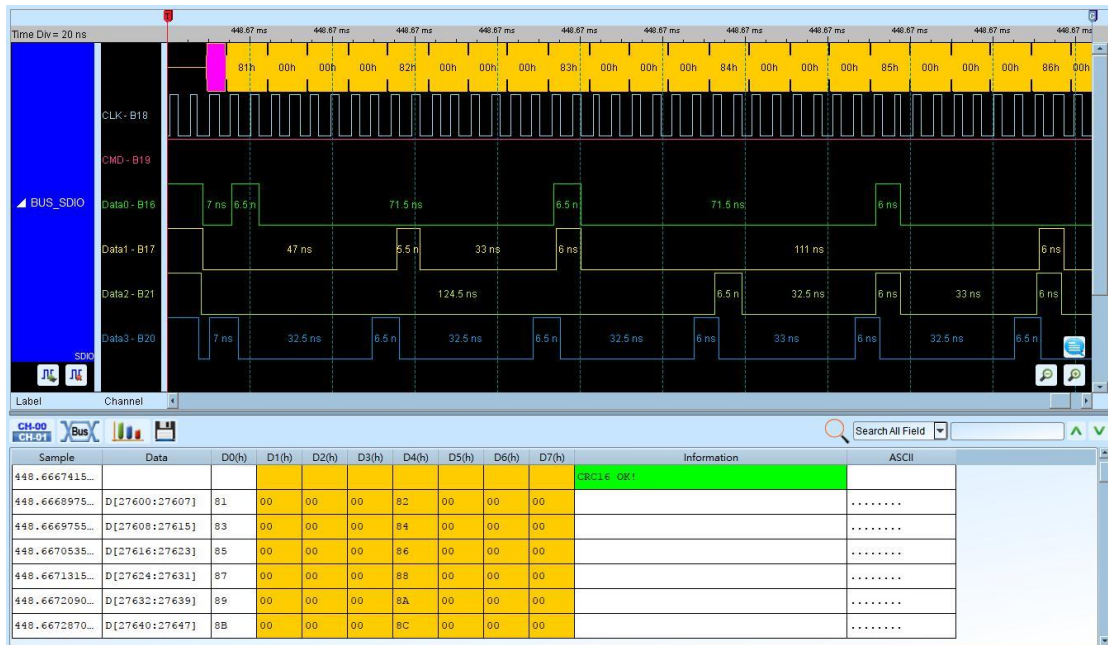 Time Div = 20 ns
448.67 ms 448.67 ms 448.67 ms 448.67 ms 448.67 ms 448.67 ms 448.67 ms 448.67 ms 448.67 ms 448.67 ms 448.67 ms
81h 00h 00h 00h 82h 00h 00h 00h 83h 00h 00h 00h 84h 00h 00h 00h 85h 00h 00h 00h 86h 00h
CLK - B18
CMD - B19
BUS_SDIO
Data0 - B16 7 ns 6.5 n 71.5 ns 6.5 n 71.5 ns 6 ns
Data1 - B17 47 ns 5.5 n 33 ns 6 ns 111 ns 6 ns
Data2 - B21 124.5 ns 6.5 n 32.5 ns 6 ns 33 ns 6 ns
Data3 - B20 7 ns 32.5 ns 6.5 n 32.5 ns 6.5 n 32.5 ns 6 ns 33 ns 6 ns 32.5 ns 6.5 n
SDIO
Label Channel
CH-00
CH-01
Bus
Search All Field
Sample Data D0(h) D1(h) D2(h) D3(h) D4(h) D5(h) D6(h) D7(h) Information ASCII
448.6667415... CRC16 OK!
448.6668975... D[27600:27607] 81 00 00 00 82 00 00 00 ........
448.6669755... D[27608:27615] 83 00 00 00 84 00 00 00 ........
448.6670535... D[27616:27623] 85 00 00 00 86 00 00 00 ........
448.6671315... D[27624:27631] 87 00 00 00 88 00 00 00 ........
448.6672090... D[27632:27639] 89 00 00 00 8A 00 00 00 ........
448.6672870... D[27640:27647] 8B 00 00 00 8C 00 00 00 ........